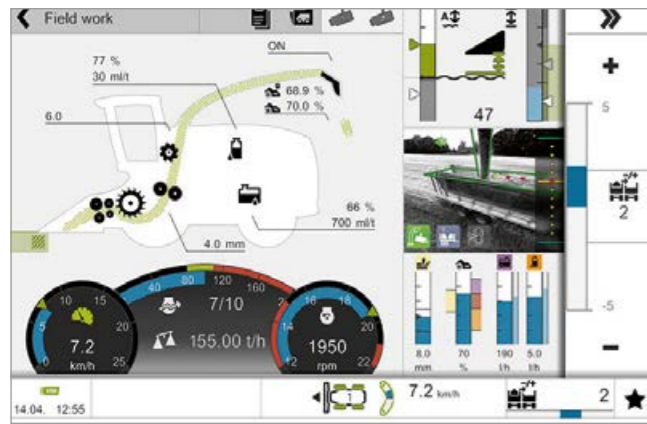 Field work
77 %
30 ml/t
ON
68.9 %
70.0 %
6.0
47
5
2
66 %
700 ml/t
4.0 mm
-5
40 80 120 160
7/10
155.00 t/h
0 5 10 15 20 25
7.2
km/h
12 14 16 18 20 22
1950
rpm
8.0 70 190 5.0
mm % l/h l/h
14.04. 12:55
1
7.2 km/h
2